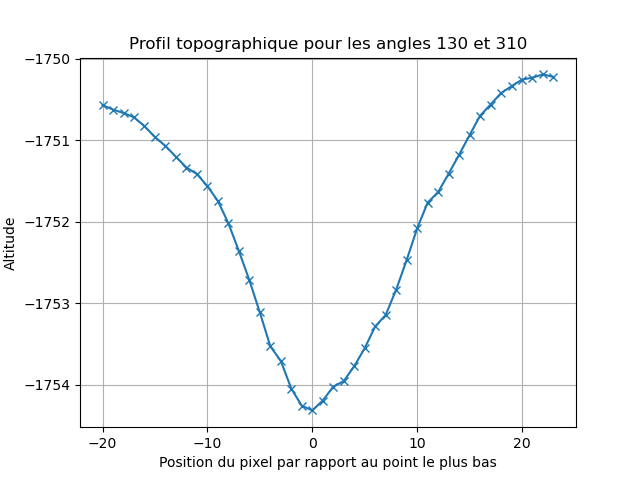 Profil topographique pour les angles 130 et 310
−1750
−1751
−1752
−1753
−1754
Altitude
−20 −10 0 10 20
Position du pixel par rapport au point le plus bas